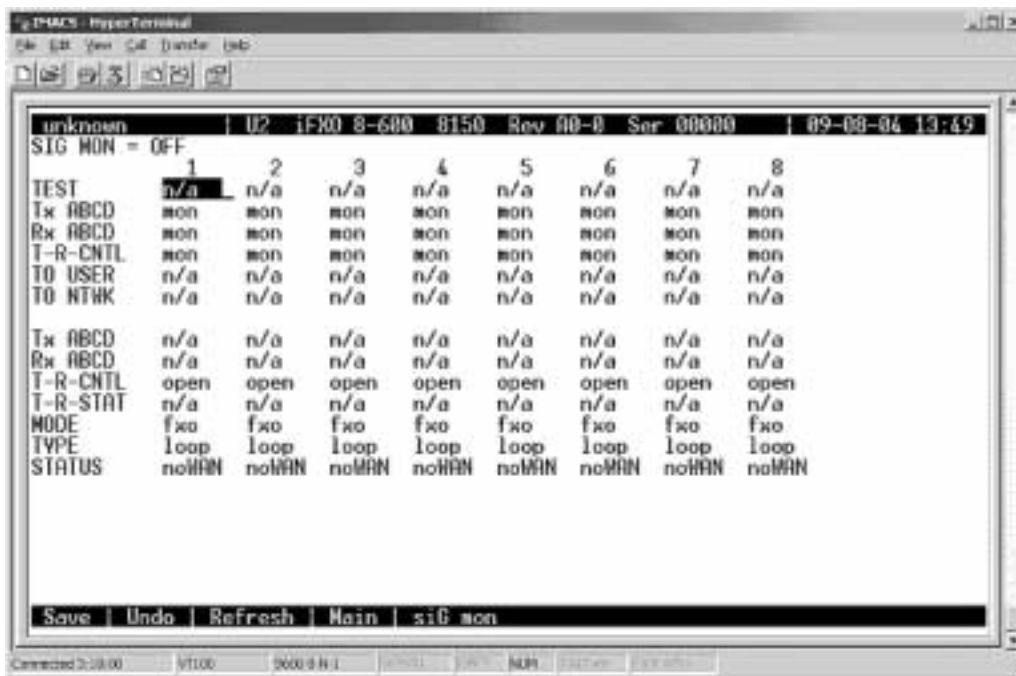 IMACS - HyperTerminal
File Edit View Call Transfer Help
unknown | U2 iFXO 8-600 8150 Rev A0-0 Ser 00000 | 09-08-04 13:49
SIG MON = OFF
1 2 3 4 5 6 7 8
TEST n/a n/a n/a n/a n/a n/a n/a n/a
Tx ABCD mon mon mon mon mon mon mon mon
Rx ABCD mon mon mon mon mon mon mon mon
T-R-CNTL mon mon mon mon mon mon mon mon
TO USER n/a n/a n/a n/a n/a n/a n/a n/a
TO NTWK n/a n/a n/a n/a n/a n/a n/a n/a
Tx ABCD n/a n/a n/a n/a n/a n/a n/a n/a
Rx ABCD n/a n/a n/a n/a n/a n/a n/a n/a
T-R-CNTL open open open open open open open open
T-R-STAT n/a n/a n/a n/a n/a n/a n/a n/a
MODE fxo fxo fxo fxo fxo fxo fxo fxo
TYPE loop loop loop loop loop loop loop loop
STATUS noWAN noWAN noWAN noWAN noWAN noWAN noWAN noWAN
Save | Undo | Refresh | Main | siG mon
Connected VT100 9600 8-N-1 NUM